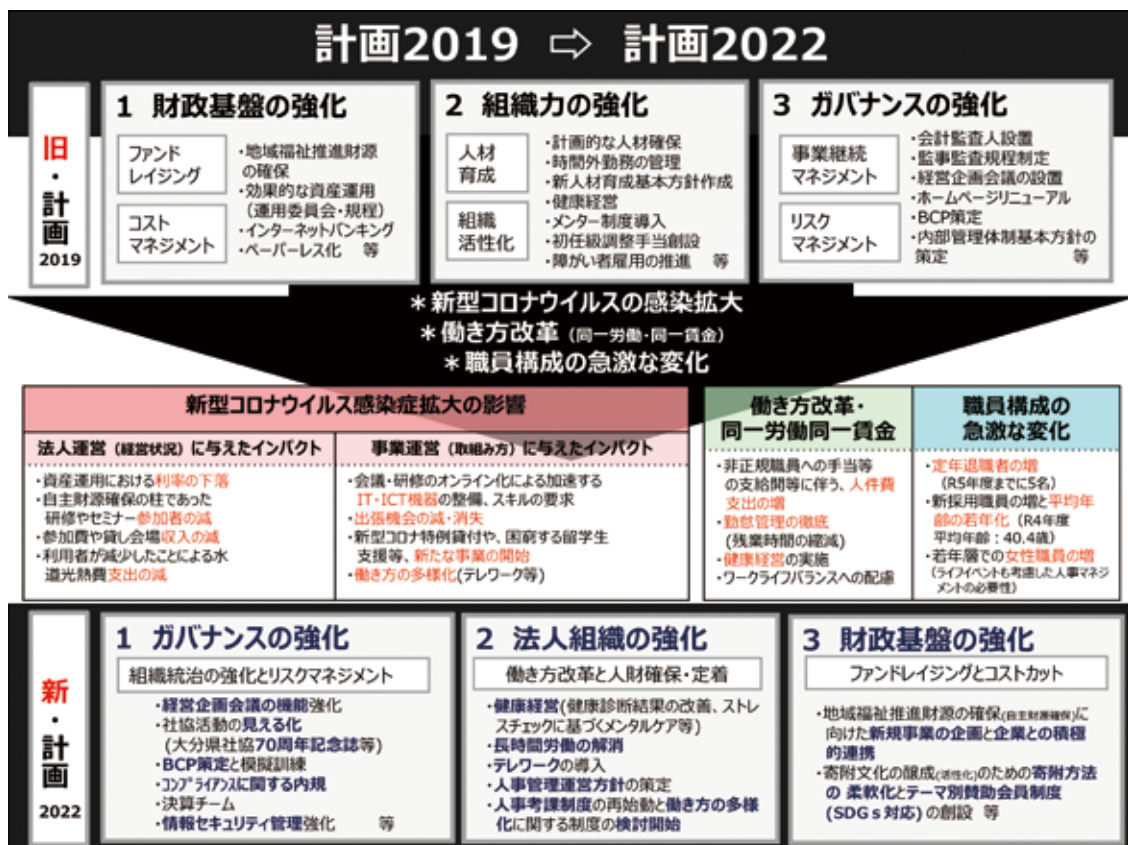 計画2019 ⇨ 計画2022
旧・計画
2019
1 財政基盤の強化
ファンド
レイジング
コスト
マネジメント
・地域福祉推進財源
の確保
・効果的な資産運用
(運用委員会・規程)
・インターネットバンキング
・ペーパーレス化 等
2 組織力の強化
人材
育成
組織
活性化
・計画的な人材確保
・時間外勤務の管理
・新人材育成基本方針作成
・健康経営
・メンター制度導入
・初任級調整手当創設
・障がい者雇用の推進 等
3 ガバナンスの強化
事業継続
マネジメント
リスク
マネジメント
・会計監査人設置
・監事監査規程制定
・経営企画会議の設置
・ホームページリニューアル
・BCP策定
・内部管理体制基本方針の
策定 等
＊新型コロナウイルスの感染拡大
＊働き方改革(同一労働・同一賃金)
＊職員構成の急激な変化
新型コロナウイルス感染症拡大の影響
法人運営(経営状況)に与えたインパクト
・資産運用における利率の下落
・自主財源確保の柱であった
研修やセミナー参加者の減
・参加費や貸し会場収入の減
・利用者が減少したことによる水
道光熱費支出の減
事業運営(取組み方)に与えたインパクト
・会議・研修のオンライン化による加速する
IT・ICT機器の整備、スキルの要求
・出張機会の減・消失
・新型コロナ特例貸付や、困窮する留学生
支援等、新たな事業の開始
・働き方の多様化(テレワーク等)
働き方改革・
同一労働同一賃金
・非正規職員への手当等
の支給開等に伴う、人件費
支出の増
・勤怠管理の徹底
(残業時間の縮減)
・健康経営の実施
・ワークライフバランスへの配慮
職員構成の
急激な変化
・定年退職者の増
(R5年度までに5名)
・新採用職員の増と平均年
齢の若年化(R4年度
平均年齢：40.4歳)
・若年層での女性職員の増
(ライフイベントも考慮した人事マネジ
メントの必要性)
新・計画
2022
1 ガバナンスの強化
組織統治の強化とリスクマネジメント
・経営企画会議の機能強化
・社協活動の見える化
(大分県社協70周年記念誌等)
・BCP策定と模擬訓練
・コンプライアンスに関する内規
・決算チーム
・情報セキュリティ管理強化 等
2 法人組織の強化
働き方改革と人財確保・定着
・健康経営(健康診断結果の改善、ストレ
スチェックに基づくメンタルケア等)
・長時間労働の解消
・テレワークの導入
・人事管理運営方針の策定
・人事考課制度の再始動と働き方の多様
化に関する制度の検討開始
3 財政基盤の強化
ファンドレイジングとコストカット
・地域福祉推進財源の確保(自主財源確保)に
向けた新規事業の企画と企業との積極
的連携
・寄附文化の醸成(活性化)のための寄附方法
の 柔軟化とテーマ別賛助会員制度
(SDGs対応)の創設 等